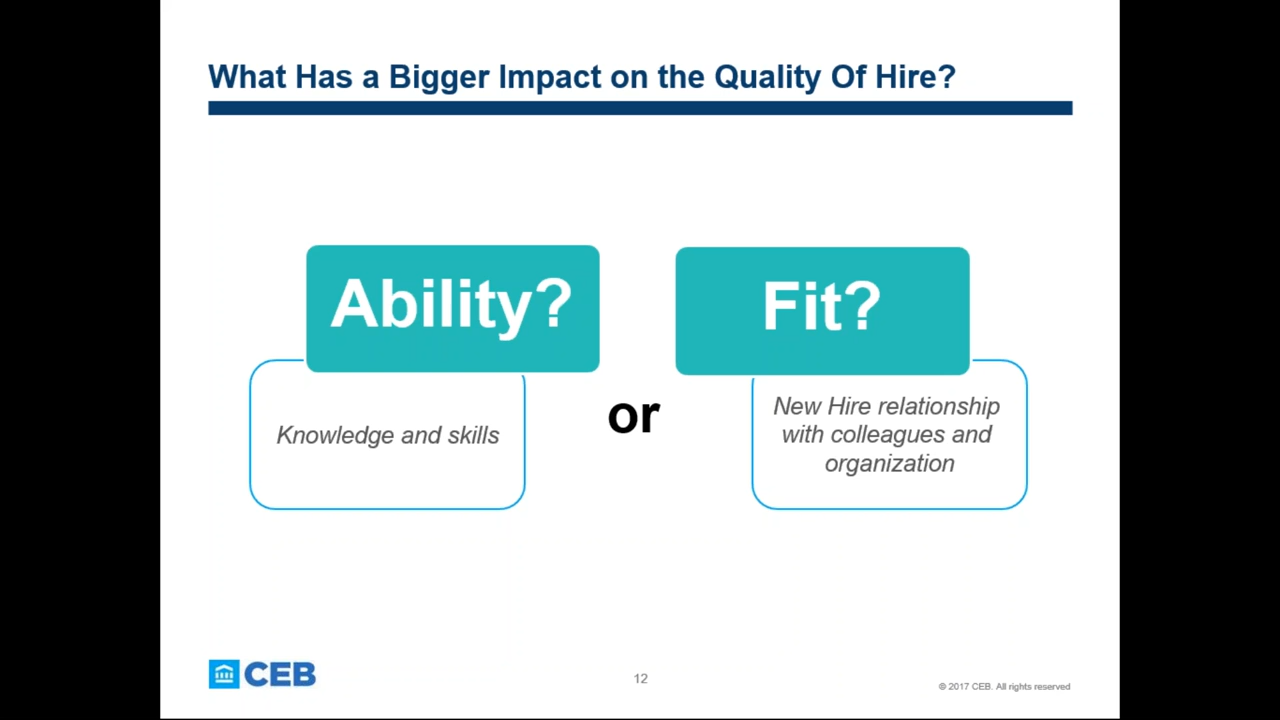 What Has a Bigger Impact on the Quality Of Hire?
Ability?
Knowledge and skills
or
Fit?
New Hire relationship
with colleagues and
organization
CEB
12
© 2017 CEB. All rights reserved